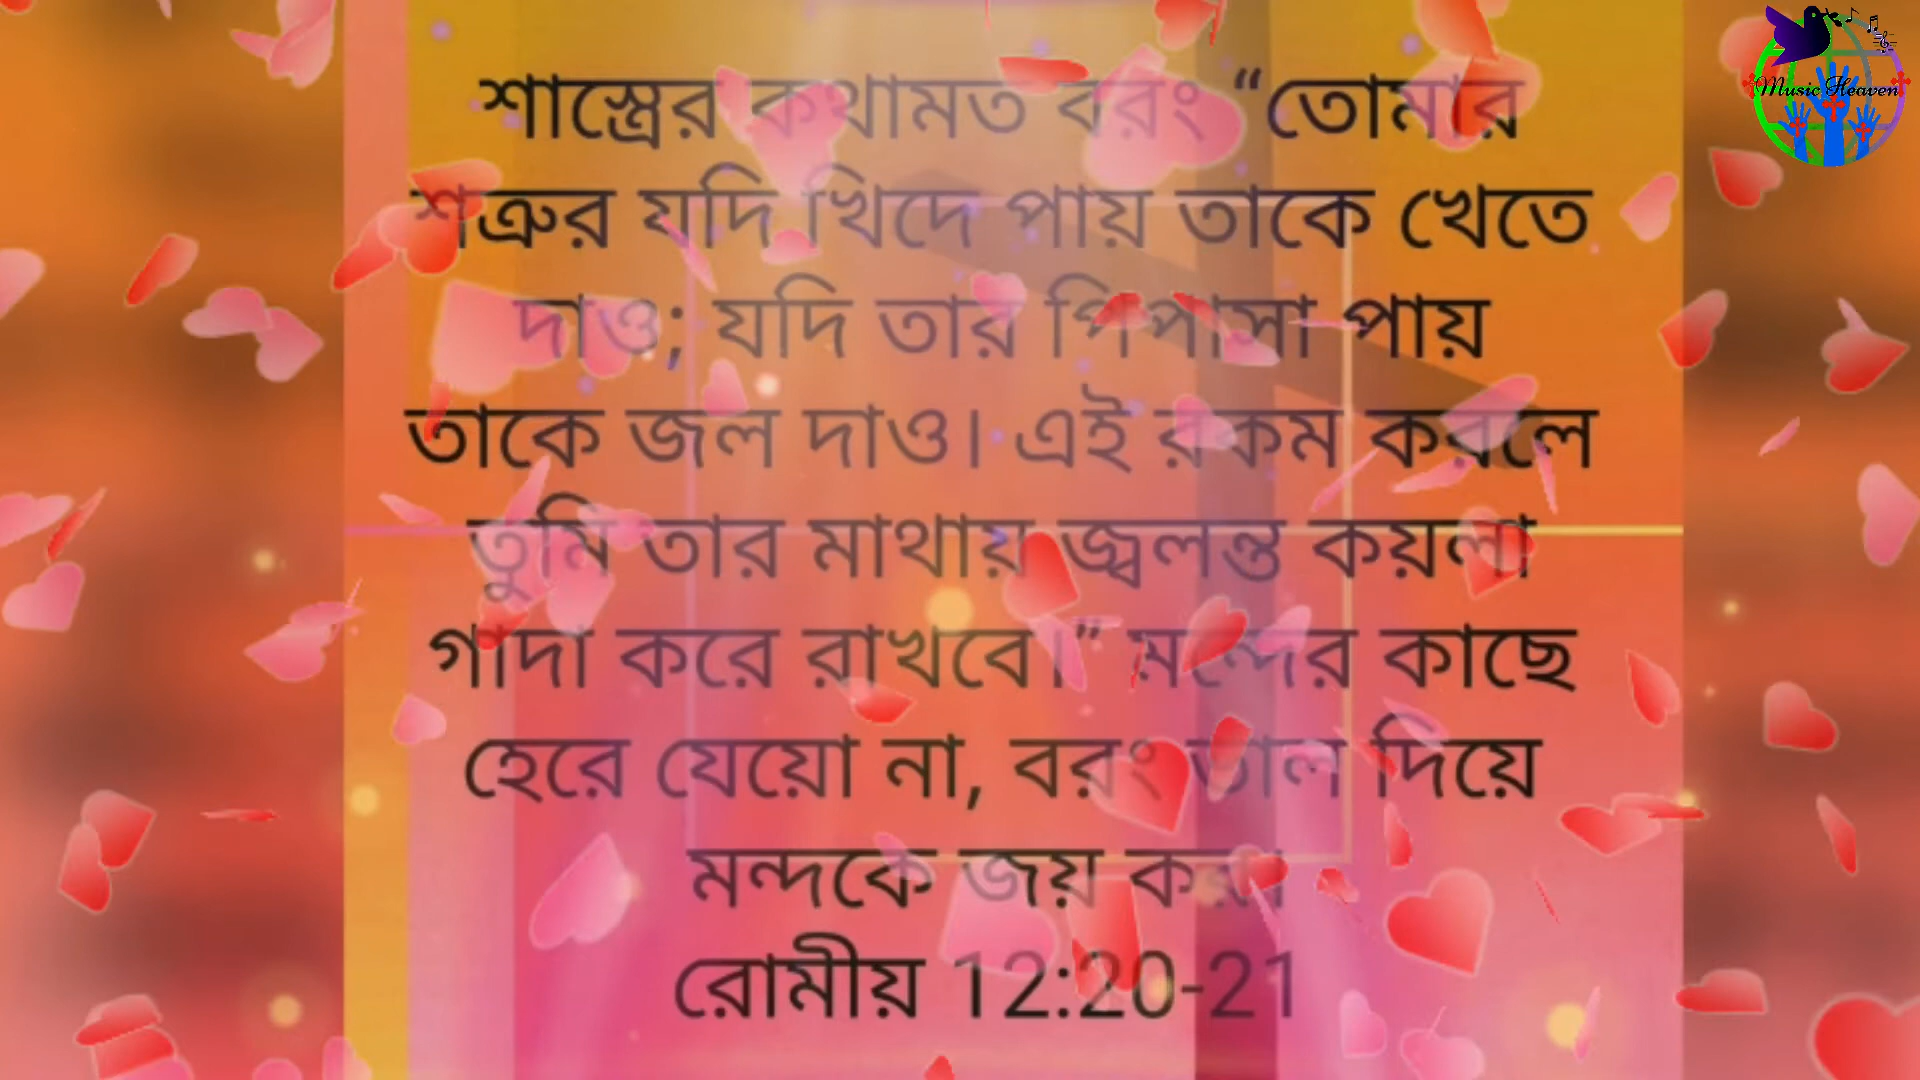 শাস্ত্রের কথামত বরং “তোমার
শত্রুর যদি খিদে পায় তাকে খেতে
দাও; যদি তার পিপাসা পায়
তাকে জল দাও। এই রকম করলে
তুমি তার মাথায় জ্বলন্ত কয়লা
গাদা করে রাখবে।” মন্দের কাছে
হেরে যেয়ো না, বরং ভাল দিয়ে
মন্দকে জয় কর।
রোমীয় 12:20-21
Music Heaven